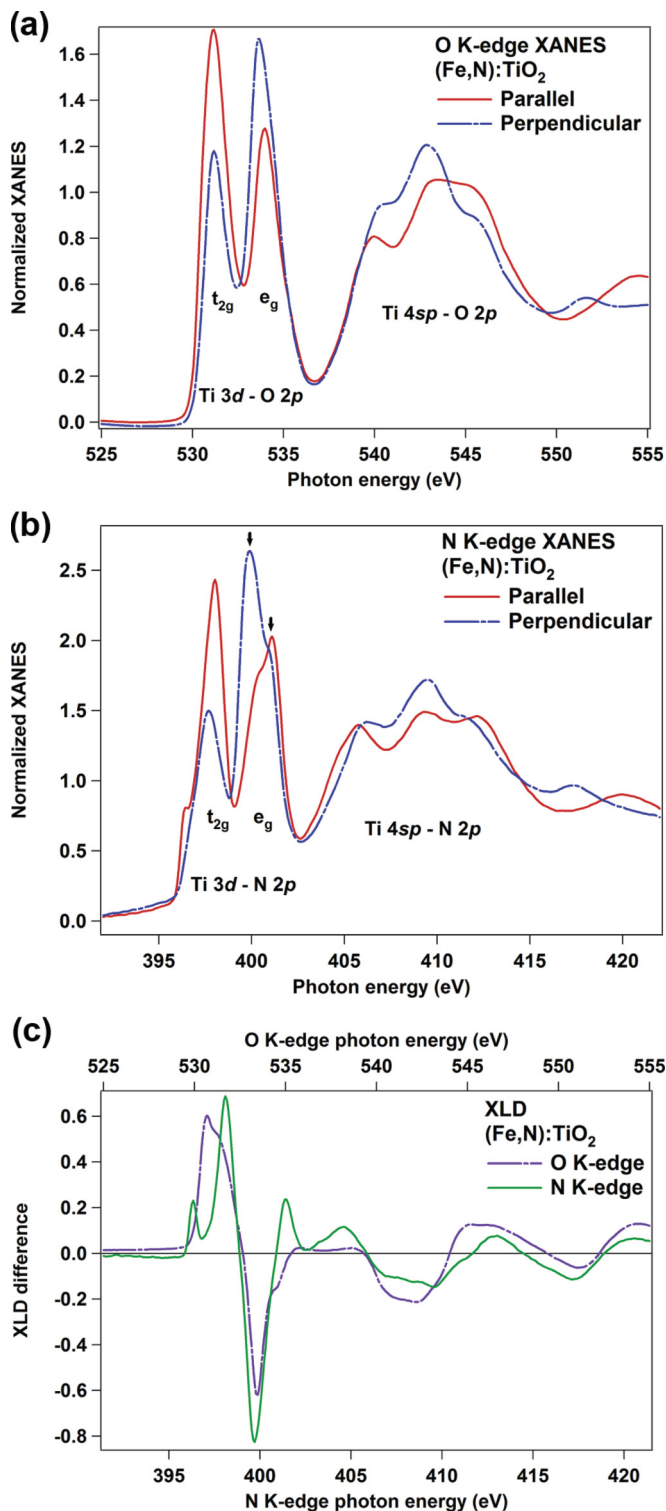 (a)
O K-edge XANES
(Fe,N):TiO2
Parallel
Perpendicular
1.6
1.4
1.2
1.0
0.8
0.6
0.4
0.2
0.0
Normalized XANES
t2g
eg
Ti 3d - O 2p
Ti 4sp - O 2p
525
530
535
540
545
550
555
Photon energy (eV)
(b)
N K-edge XANES
(Fe,N):TiO2
Parallel
Perpendicular
2.5
2.0
1.5
1.0
0.5
0.0
Normalized XANES
t2g
eg
Ti 3d - N 2p
Ti 4sp - N 2p
395
400
405
410
415
420
Photon energy (eV)
(c)
O K-edge photon energy (eV)
525
530
535
540
545
550
555
XLD
(Fe,N):TiO2
O K-edge
N K-edge
0.6
0.4
0.2
0.0
-0.2
-0.4
-0.6
-0.8
XLD difference
395
400
405
410
415
420
N K-edge photon energy (eV)